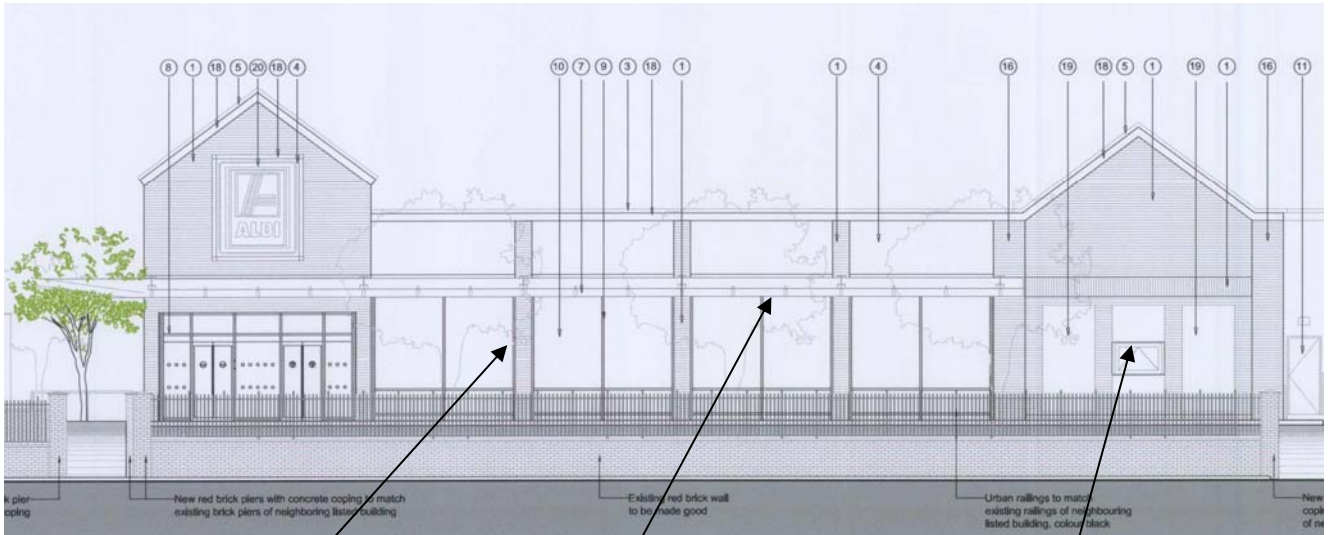 8 1 18 5 20 18 4 10 7 9 3 18 1 1 4 16 19 18 5 1 19 1 16 11
ALDI
k pier
oping
New red brick piers with concrete coping to match
existing brick piers of neighboring listed building
Existing red brick wall
to be made good
Urban railings to match
existing railings of neighbouring
listed building, colour black
New
copi
of ne